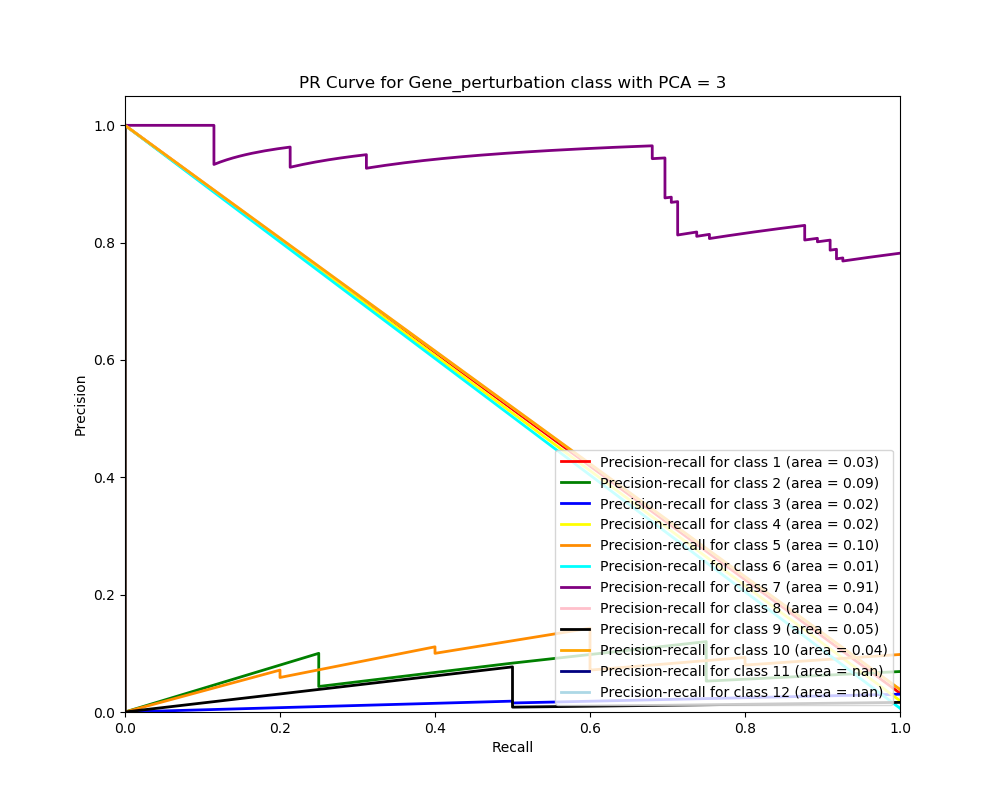 PR Curve for Gene_perturbation class with PCA = 3
1.0
0.8
0.6
0.4
0.2
0.0
Precision
Precision-recall for class 1 (area = 0.03)
Precision-recall for class 2 (area = 0.09)
Precision-recall for class 3 (area = 0.02)
Precision-recall for class 4 (area = 0.02)
Precision-recall for class 5 (area = 0.10)
Precision-recall for class 6 (area = 0.01)
Precision-recall for class 7 (area = 0.91)
Precision-recall for class 8 (area = 0.04)
Precision-recall for class 9 (area = 0.05)
Precision-recall for class 10 (area = 0.04)
Precision-recall for class 11 (area = nan)
Precision-recall for class 12 (area = nan)
0.0 0.2 0.4 0.6 0.8 1.0
Recall